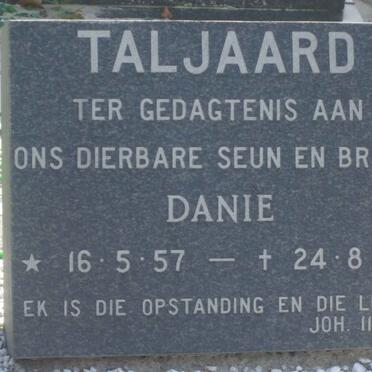 TALJAARD
TER GEDAGTENIS AAN
ONS DIERBARE SEUN EN BR
DANIE
★ 16·5·57 — † 24·8
EK IS DIE OPSTANDING EN DIE L
JOH. 11